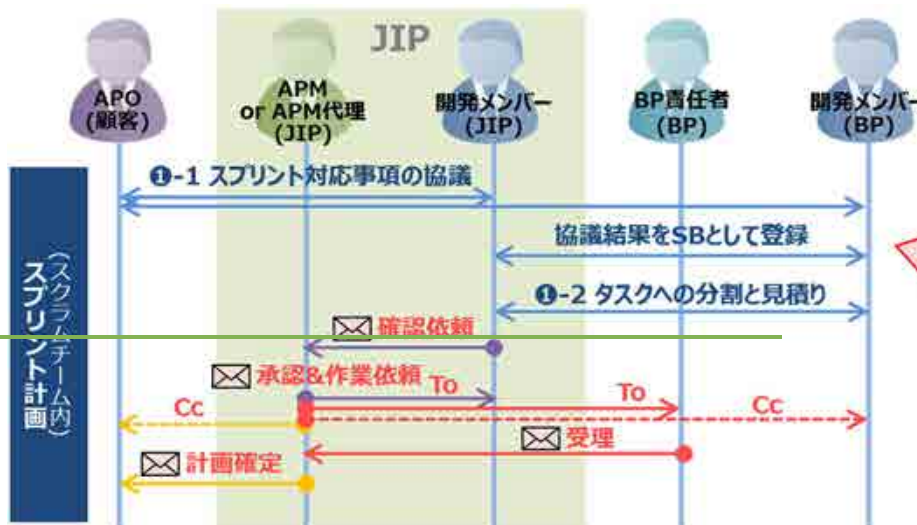 JIP
APO
(顧客)
APM
or APM代理
(JIP)
開発メンバー
(JIP)
BP責任者
(BP)
開発メンバー
(BP)
スプリント計画
(スクラムチーム内)
❶-1 スプリント対応事項の協議
協議結果をSBとして登録
❶-2 タスクへの分割と見積り
確認依頼
承認&作業依頼
To
To
Cc
Cc
受理
計画確定